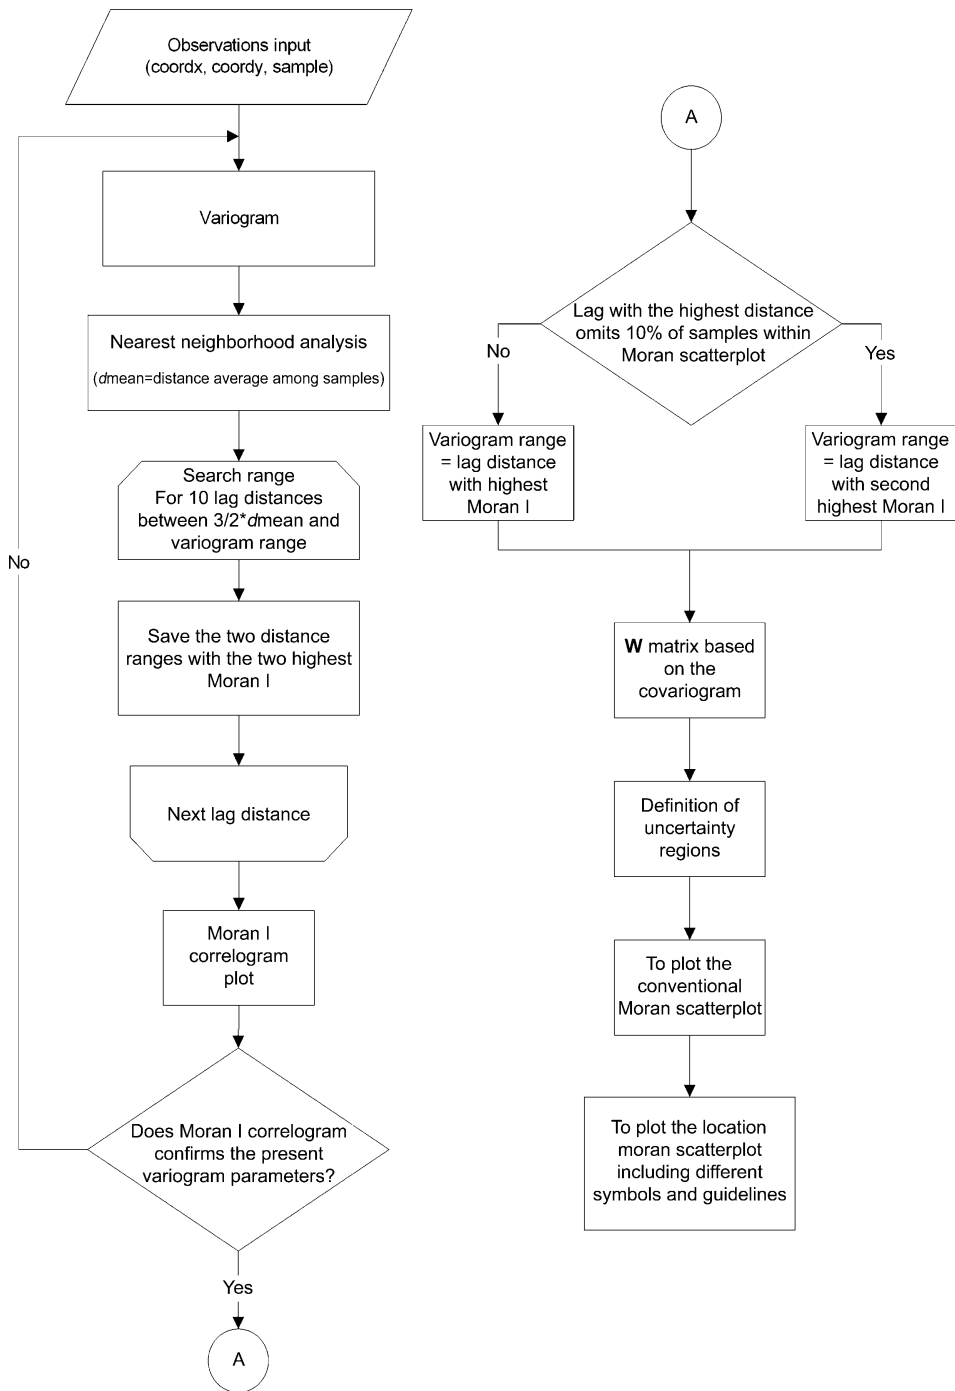 Observations input
(coordx, coordy, sample)
Variogram
Nearest neighborhood analysis
(dmean=distance average among samples)
Search range
For 10 lag distances
between 3/2*dmean and
variogram range
No
Save the two distance
ranges with the two highest
Moran I
Next lag distance
Moran I
correlogram
plot
Does Moran I correlogram
confirms the present
variogram parameters?
Yes
A
A
Lag with the highest distance
omits 10% of samples within
Moran scatterplot
No
Yes
Variogram range
= lag distance
with highest
Moran I
Variogram range
= lag distance
with second
highest Moran I
W matrix based
on the
covariogram
Definition of
uncertainty
regions
To plot the
conventional
Moran scatterplot
To plot the location
moran scatterplot
including different
symbols and guidelines